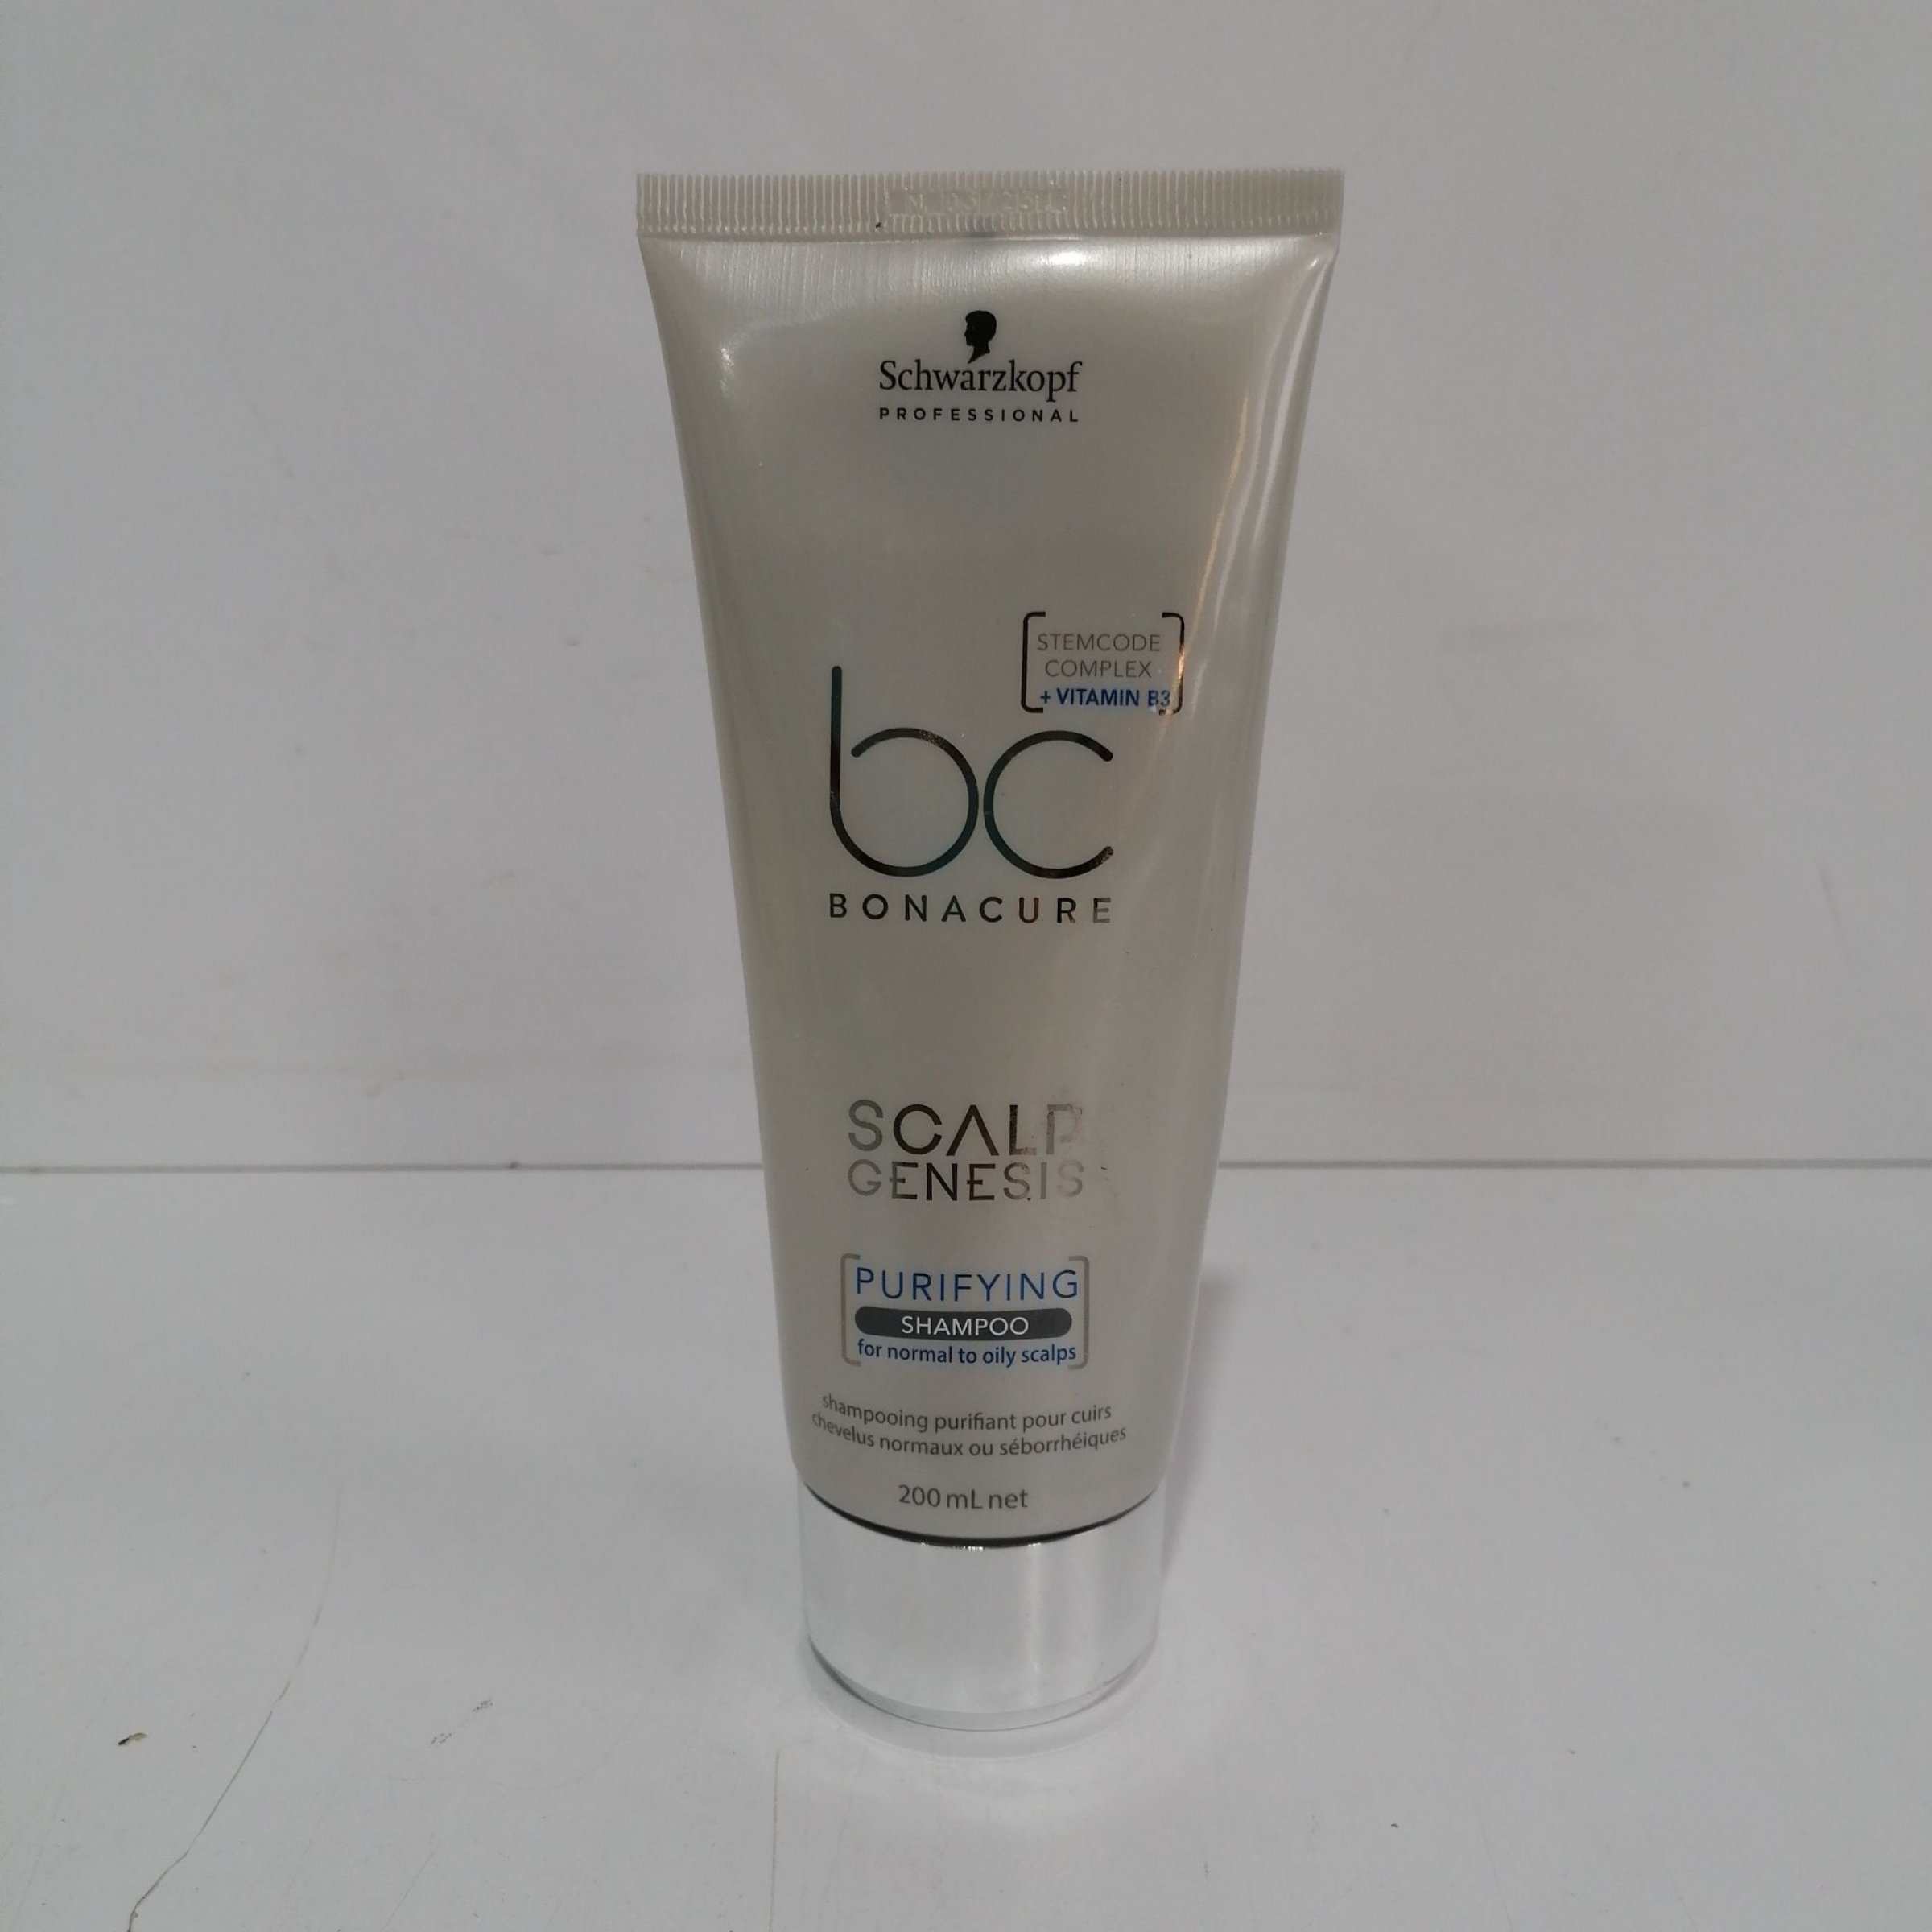 Schwarzkopf
PROFESSIONAL
STEMCODE
COMPLEX
+ VITAMIN B3
bc
BONACURE
SCALP
GENESIS
PURIFYING
SHAMPOO
for normal to oily scalps
shampooing purifiant pour cuirs
chevelus normaux ou séborrhéiques
200 mL net